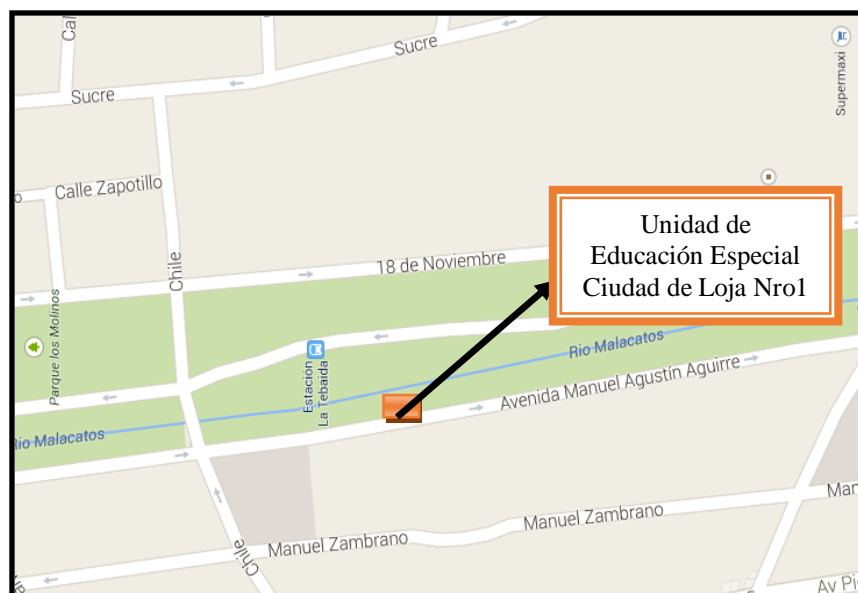 Sucre
Supermaxi
Sucre
Calle Zapotillo
Unidad de
Educación Especial
Ciudad de Loja Nro1
18 de Noviembre
Chile
Parque los Molinos
Estación
La Tebaida
Rio Malacatos
Avenida Manuel Agustín Aguirre
Rio Malacatos
Manuel Zambrano
Manuel Zambrano
Chile